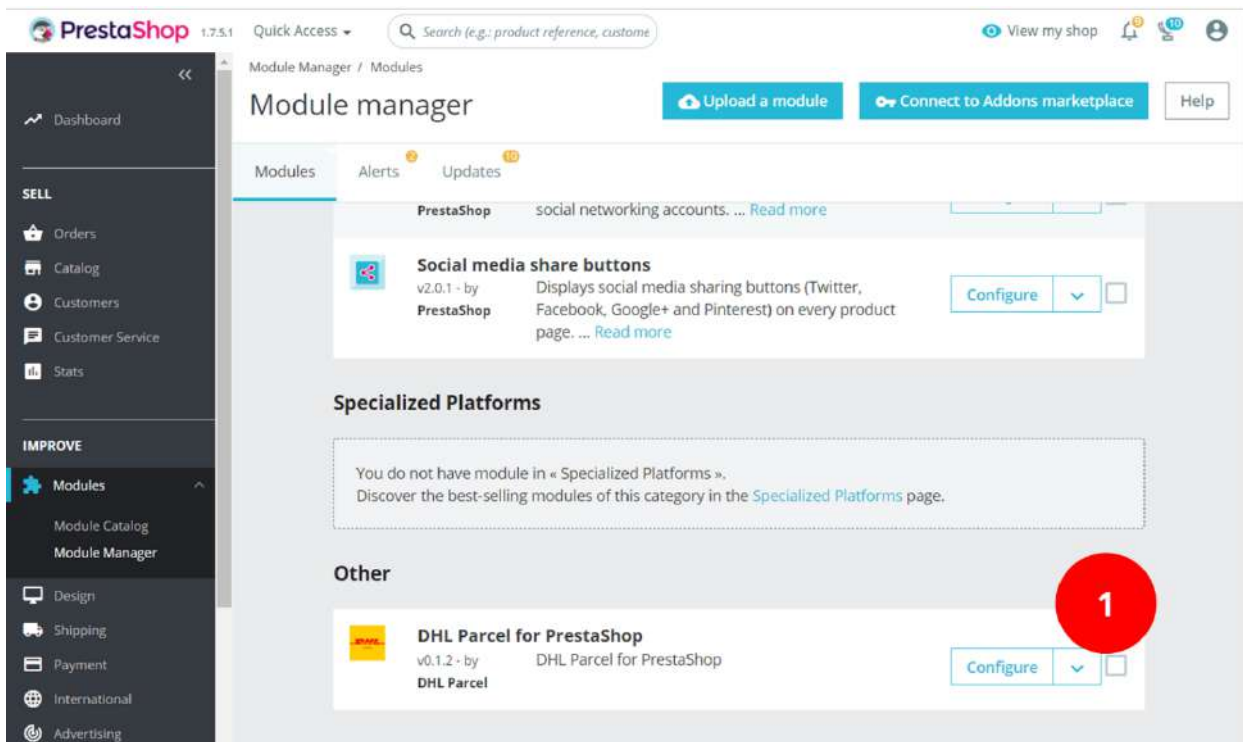 PrestaShop 1.7.5.1 Quick Access Search (e.g.: product reference, custome View my shop 0 10
Module Manager / Modules
Module manager Upload a module Connect to Addons marketplace Help
Modules Alerts 2 Updates 10
Dashboard
SELL
Orders
Catalog
Customers
Customer Service
Stats
IMPROVE
Modules
Module Catalog
Module Manager
Design
Shipping
Payment
International
Advertising
PrestaShop social networking accounts. ... Read more
Social media share buttons
v2.0.1 - by Displays social media sharing buttons (Twitter,
PrestaShop Facebook, Google+ and Pinterest) on every product
page. ... Read more
Configure
Specialized Platforms
You do not have module in « Specialized Platforms ».
Discover the best-selling modules of this category in the Specialized Platforms page.
Other
1
DHL Parcel for PrestaShop
v0.1.2 - by DHL Parcel for PrestaShop
DHL Parcel
Configure